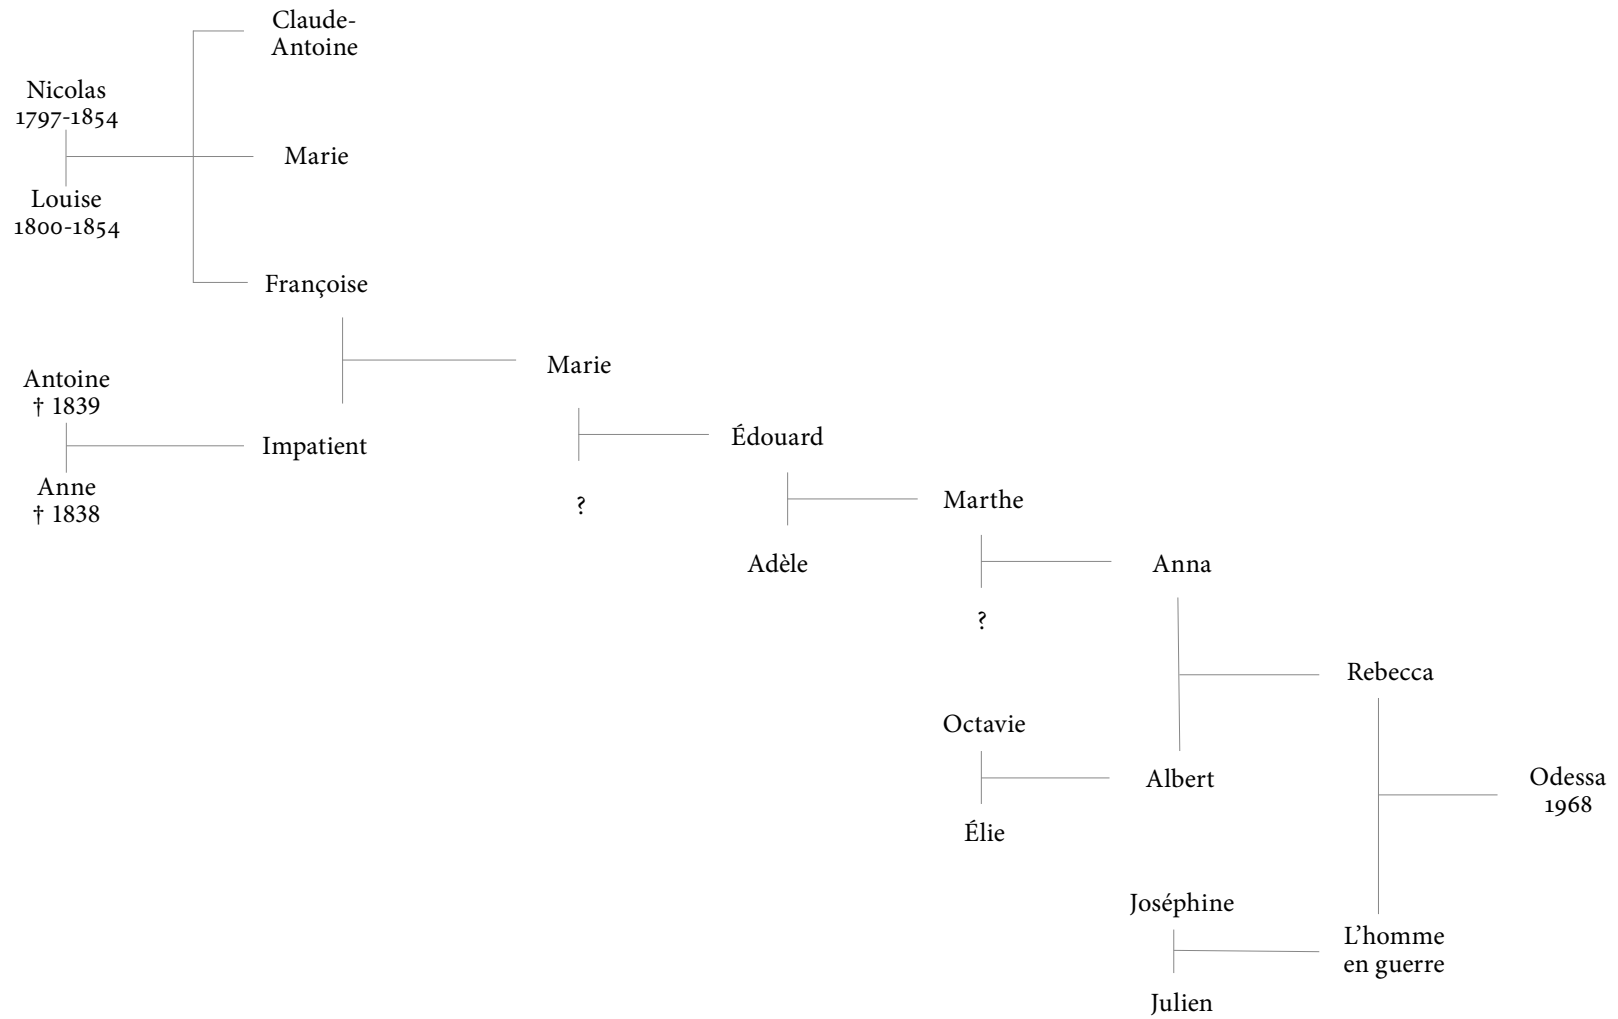 Claude-
Antoine
Nicolas
1797-1854
Marie
Louise
1800-1854
Françoise
Marie
Antoine
† 1839
Édouard
Impatient
Anne
† 1838
?
Marthe
Adèle
Anna
?
Rebecca
Octavie
Albert
Odessa
1968
Élie
Joséphine
L’homme
en guerre
Julien